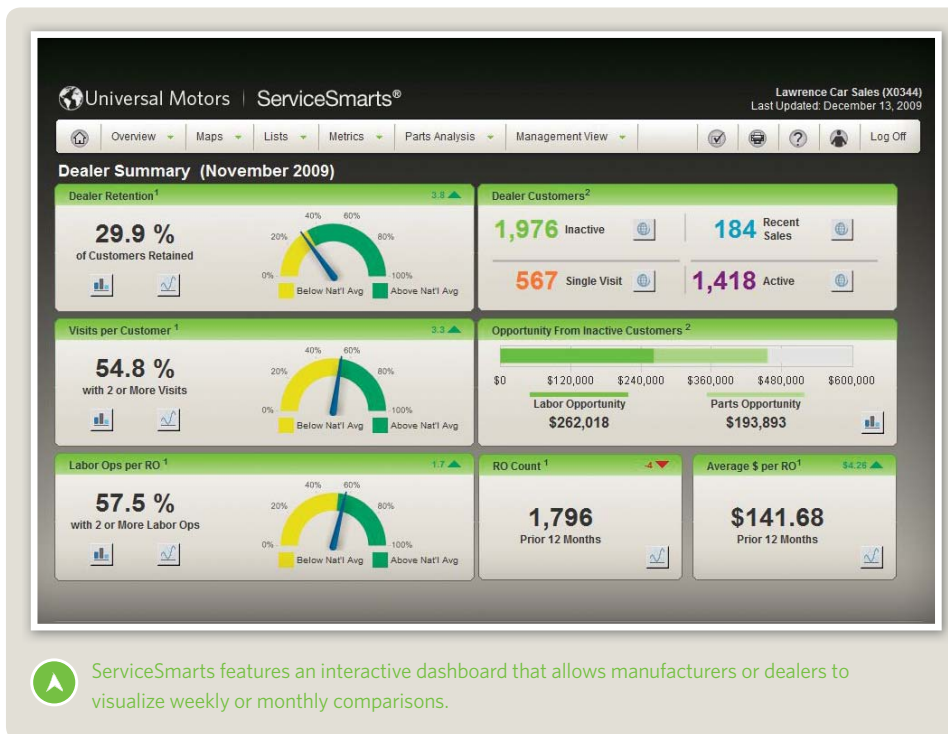 Universal Motors | ServiceSmarts®
Lawrence Car Sales (X0344)
Last Updated: December 13, 2009
Overview Maps Lists Metrics Parts Analysis Management View ? Log Off
Dealer Summary (November 2009)
Dealer Retention1 3.8
29.9 %
of Customers Retained
0% 20% 40% 60% 80% 100%
Below Nat'l Avg Above Nat'l Avg
Dealer Customers2
1,976 Inactive
184 Recent Sales
567 Single Visit
1,418 Active
Visits per Customer 1 3.3
54.8 %
with 2 or More Visits
0% 20% 40% 60% 80% 100%
Below Nat'l Avg Above Nat'l Avg
Opportunity From Inactive Customers 2
$0 $120,000 $240,000 $360,000 $480,000 $600,000
Labor Opportunity Parts Opportunity
$262,018 $193,893
Labor Ops per RO 1 1.7
57.5 %
with 2 or More Labor Ops
0% 20% 40% 60% 80% 100%
Below Nat'l Avg Above Nat'l Avg
RO Count 1 -4
1,796
Prior 12 Months
Average $ per RO1 $4.26
$141.68
Prior 12 Months
ServiceSmarts features an interactive dashboard that allows manufacturers or dealers to
visualize weekly or monthly comparisons.